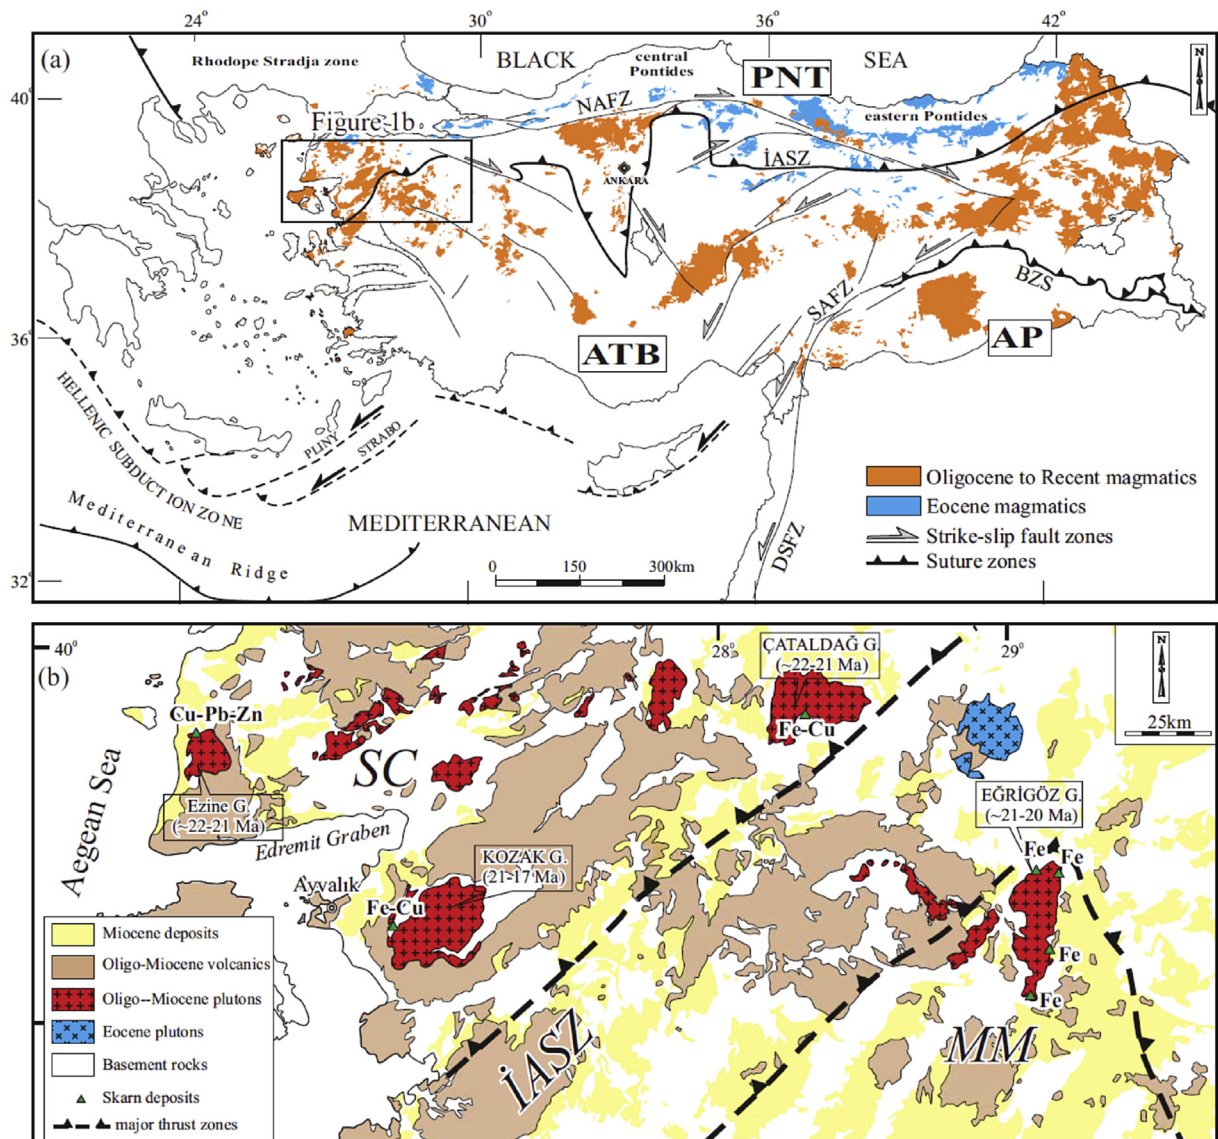 24°
30°
36°
42°
(a)
Rhodope Stradja zone
BLACK
central
Pontides
PNT
SEA
N
40°
Figure 1b
NAFZ
eastern Pontides
İASZ
ANKARA
BZS
SAFZ
36°
ATB
AP
HELLENIC SUBDUCTION ZONE
PLINY
STRABO
Mediterranean Ridge
MEDITERRANEAN
DSFZ
Oligocene to Recent magmatics
Eocene magmatics
Strike-slip fault zones
Suture zones
0 150 300km
32°
40°
(b)
28°
ÇATALDAĞ G.
(~22-21 Ma)
29°
N
25km
Cu-Pb-Zn
Fe-Cu
SC
Aegean Sea
Ezine G.
(~22-21 Ma)
EĞRİGÖZ G.
(~21-20 Ma)
Edremit Graben
Fe
Fe
KOZAK G.
(21-17 Ma)
Ayvalık
Fe-Cu
Fe
Fe
İASZ
MM
Miocene deposits
Oligo-Miocene volcanics
Oligo--Miocene plutons
Eocene plutons
Basement rocks
Skarn deposits
major thrust zones